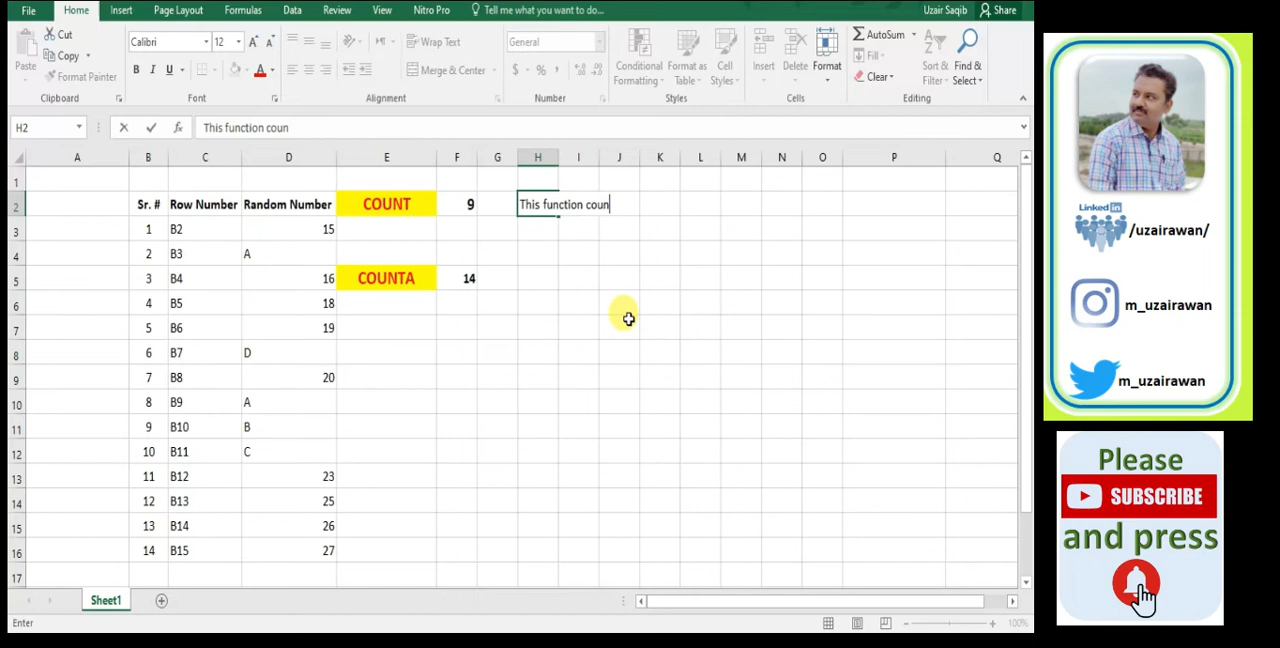 File Home Insert Page Layout Formulas Data Review View Nitro Pro Tell me what you want to do... Uzair Saqib Share
Cut Calibri 12 Wrap Text General AutoSum
Paste Copy Conditional Format as Cell Insert Delete Format Fill Sort & Find &
Format Painter B I U A Merge & Center $ % , Formatting Table Styles Clear Filter Select
Clipboard Font Alignment Number Styles Cells Editing
H2 fx This function coun
A B C D E F G H I J K L M N O P Q
1
2 Sr. # Row Number Random Number COUNT 9 This function coun
3 1 B2 15
4 2 B3 A
5 3 B4 16 COUNTA 14
6 4 B5 18
7 5 B6 19
8 6 B7 D
9 7 B8 20
10 8 B9 A
11 9 B10 B
12 10 B11 C
13 11 B12 23
14 12 B13 25
15 13 B14 26
16 14 B15 27
17
Sheet1
Enter 100%
Linked in
/uzairawan/
m_uzairawan
m_uzairawan
Please
SUBSCRIBE
and press